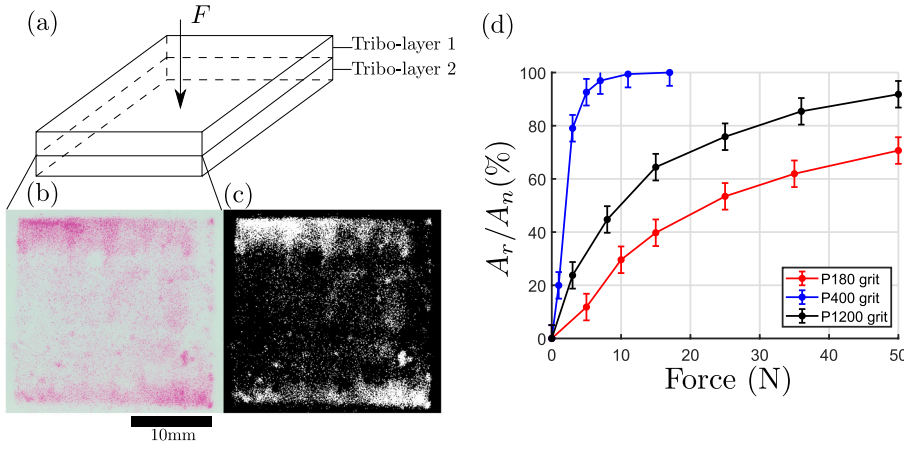 (a)
F
Tribo-layer 1
Tribo-layer 2
(b)
(c)
10mm
(d)
A_r/A_n(%)
100
80
60
40
20
0
0
10
20
30
40
50
Force (N)
P180 grit
P400 grit
P1200 grit